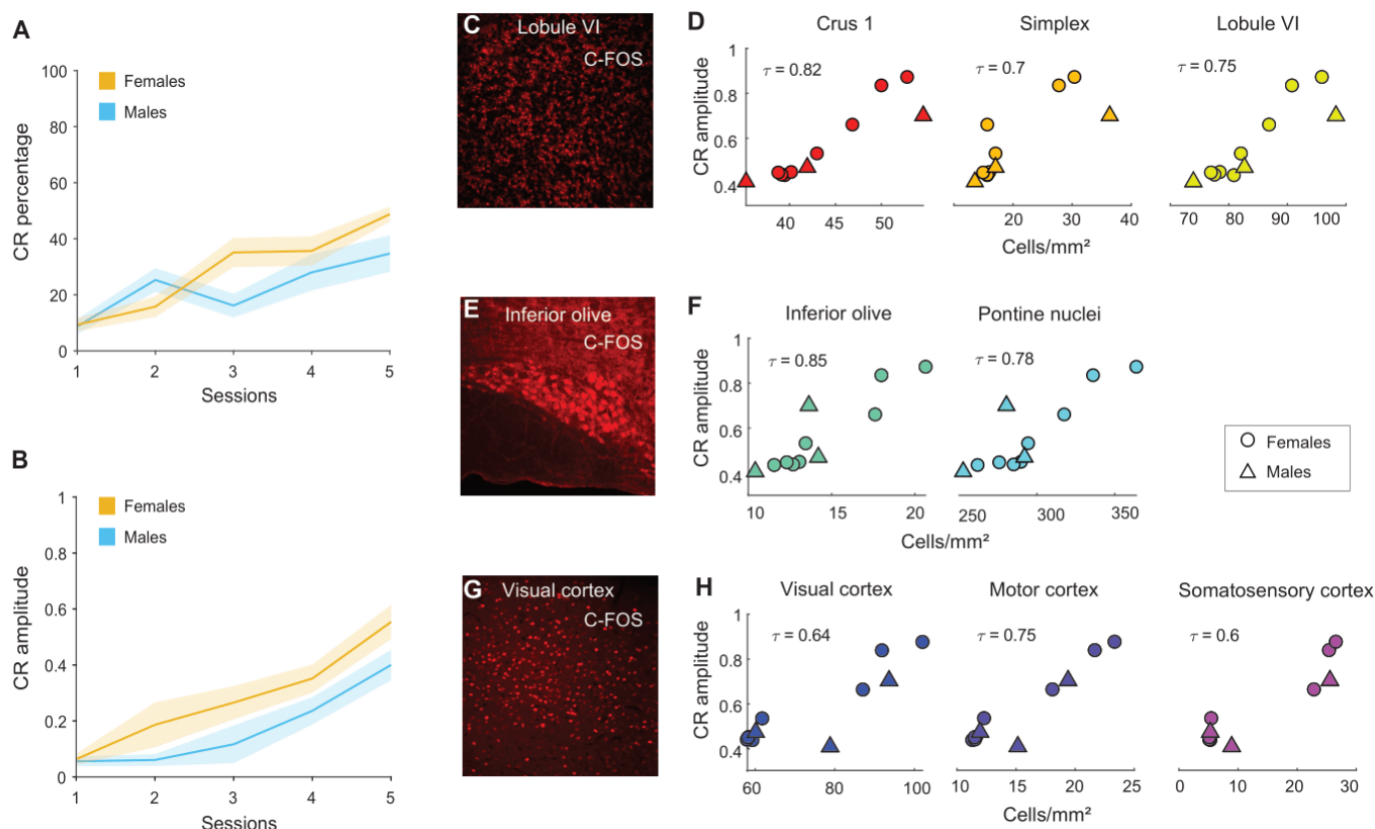 A
CR percentage
100
80
60
40
20
0
Females
Males
1 2 3 4 5
Sessions
B
CR amplitude
1
0.8
0.6
0.4
0.2
0
Females
Males
1 2 3 4 5
Sessions
C
Lobule VI
C-FOS
D
Crus 1 Simplex Lobule VI
CR amplitude
1
0.8
0.6
0.4
τ = 0.82 τ = 0.7 τ = 0.75
40 50 20 30 40 70 80 90 100
Cells/mm²
E
Inferior olive
C-FOS
F
Inferior olive Pontine nuclei
CR amplitude
1
0.8
0.6
0.4
τ = 0.85 τ = 0.78
10 15 20 250 300 350
Cells/mm²
Females
Males
G
Visual cortex
C-FOS
H
Visual cortex Motor cortex Somatosensory cortex
CR amplitude
1
0.8
0.6
0.4
τ = 0.64 τ = 0.75 τ = 0.6
60 80 100 10 15 20 25 0 10 20 30
Cells/mm²